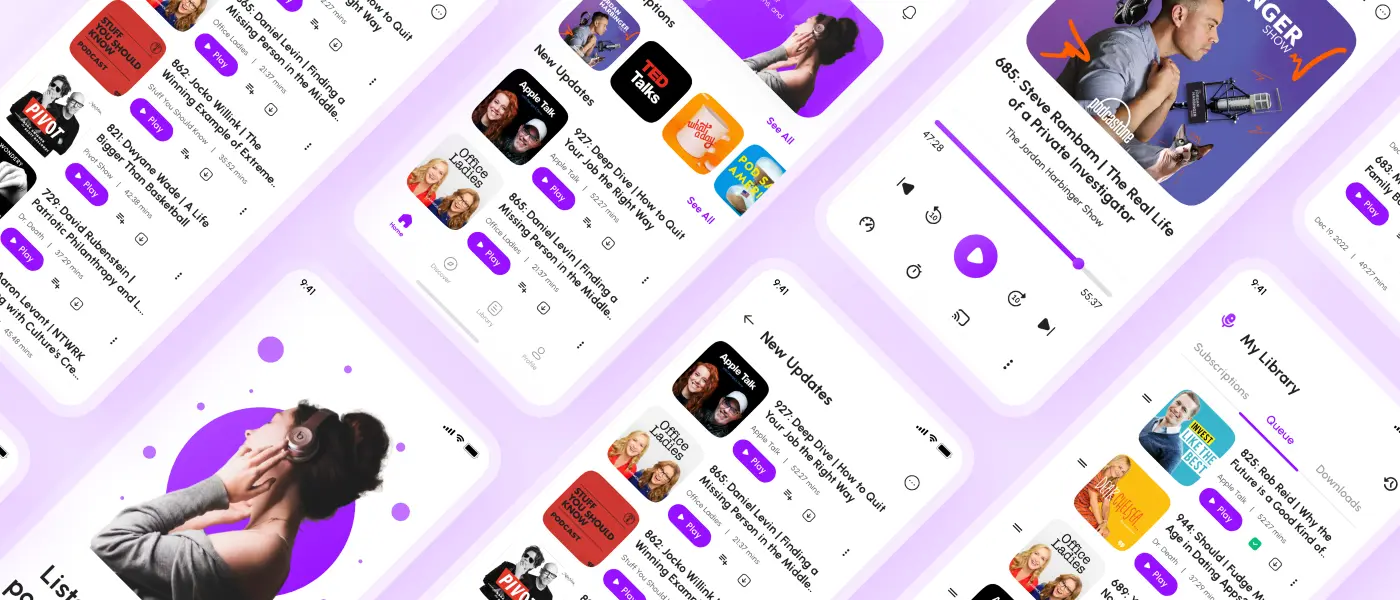 865: Daniel Levin | Finding a
Missing Person in the Middle..
Office Ladies | 21:37 mins
Play
STUFF
YOU SHOULD
KNOW
PODCAST
862: Jocko Willink | The
Winning Example of Extreme..
Stuff You Should Know | 35:52 mins
Play
PIVOT
821: Dwyane Wade | A Life
Bigger Than Basketball
Pivot Show | 42:38 mins
Play
729: David Rubenstein |
Patriotic Philanthropy and L...
Dr. Death | 37:29 mins
Play
Aaron Levant | NTWRK
with Culture's Cre...
45:48 mins
See All
TED
Talks
what
a day
New Updates
See All
Apple Talk
927: Deep Dive | How to Quit
Your Job the Right Way
Apple Talk | 52:27 mins
Play
Office
Ladies
865: Daniel Levin | Finding a
Missing Person in the Middle..
Office Ladies | 21:37 mins
Play
Home
Discover
Library
Profile
SHOW
podcastone
685: Steve Rambam | The Real Life
of a Private Investigator
The Jordan Harbinger Show
47:28
55:37
10
10
Play
Dec 19, 2022 | 49:27 mins
9:41
9:41
New Updates
Apple Talk
927: Deep Dive | How to Quit
Your Job the Right Way
Apple Talk | 52:27 mins
Play
Office
Ladies
865: Daniel Levin | Finding a
Missing Person in the Middle..
Office Ladies | 21:37 mins
Play
STUFF
YOU SHOULD
KNOW
PODCAST
862: Jocko Willink |
Winning
Stuff You Should
Play
PIVOT
9:41
My Library
Subscriptions
Queue
Downloads
INVEST
LIKE THE
BEST
825: Rob Reid | Why the
Future is a Good Kind of..
Apple Talk | 52:27 mins
Play
944: Should I Fudge
Age in Dating Apps
Dr. Death | 37:29
Play
Office
Ladies
689: